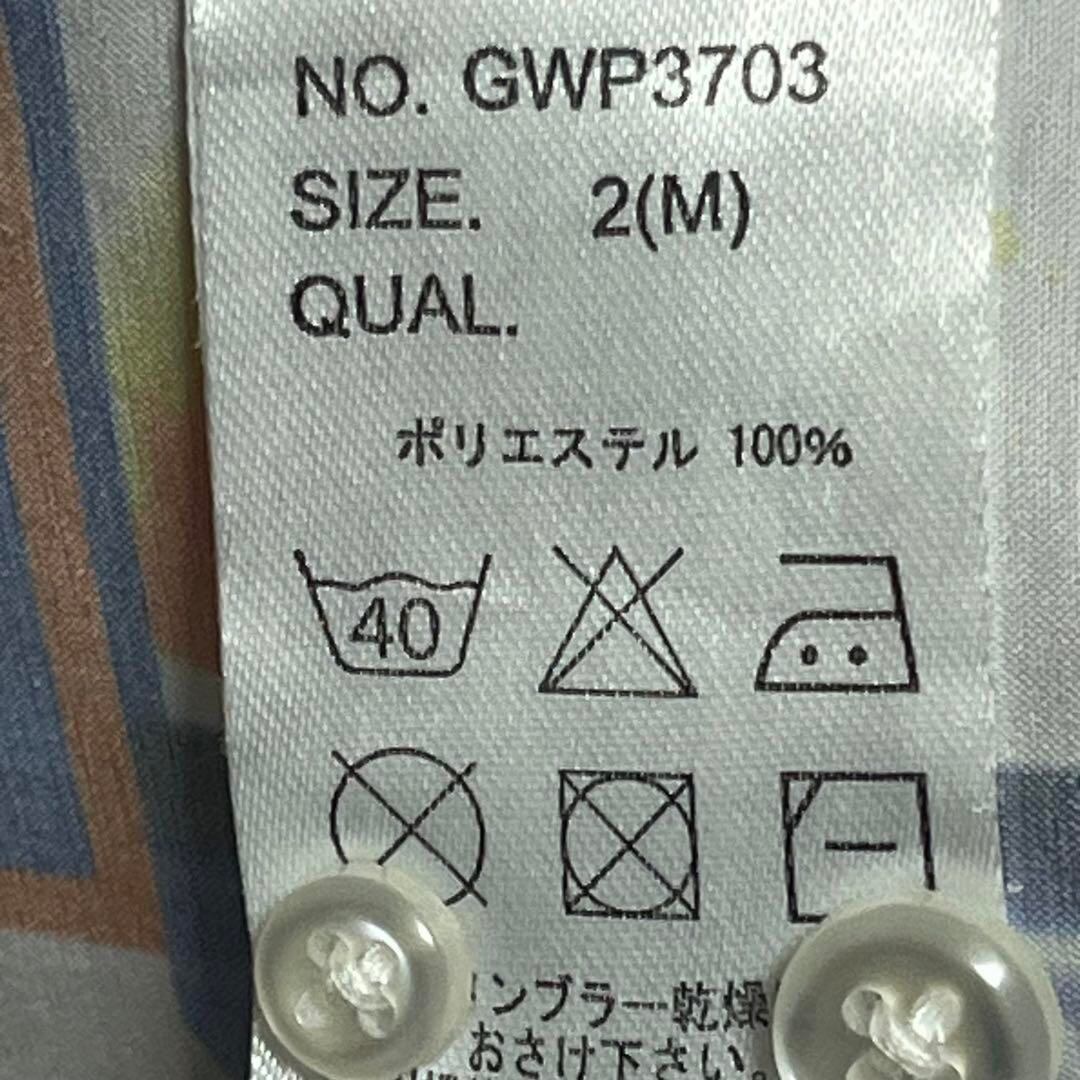 NO. GWP3703
SIZE. 2(M)
QUAL.
ポリエステル 100%
40
ンブラー乾燥
おさけ下さい。